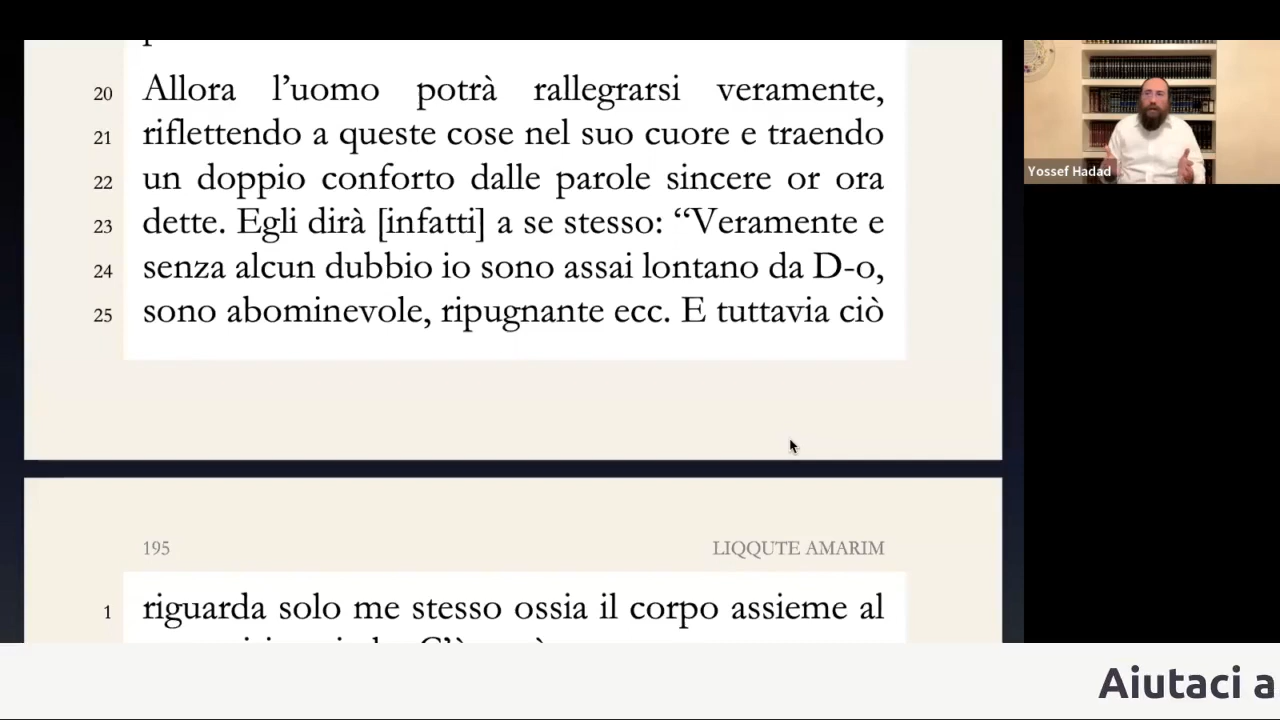 20 Allora l’uomo potrà rallegrarsi veramente,
21 riflettendo a queste cose nel suo cuore e traendo
22 un doppio conforto dalle parole sincere or ora
23 dette. Egli dirà [infatti] a se stesso: “Veramente e
24 senza alcun dubbio io sono assai lontano da D-o,
25 sono abominevole, ripugnante ecc. E tuttavia ciò
195 LIQQUTE AMARIM
1 riguarda solo me stesso ossia il corpo assieme al
Yossef Hadad
Aiutaci a